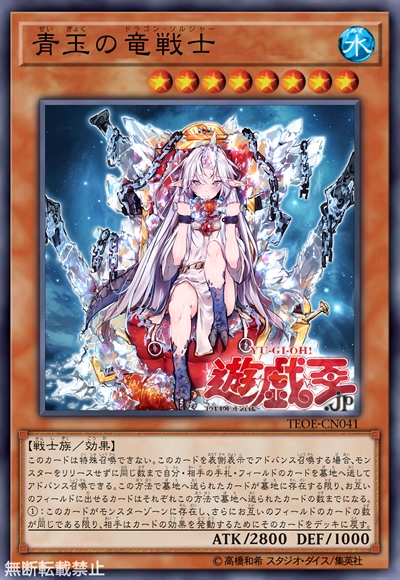 せい ぎょく ドラゴン・ソルジャー
青玉の竜戦士
水
YU-GI-OH!
遊戯王
.JP
TEOE-CN041
【戦士族／効果】
このカードは特殊召喚できない。このカードを表側表示でアドバンス召喚する場合、モ
ンスターをリリースせずに同じ数まで自分・相手の手札・フィールドのカードを墓地へ送して
アドバンス召喚できる。この方法で墓地へ送られたカードが墓地に存在する限り、お互い
のフィールドに出せるカードはそれぞれこの方法で墓地へ送られたカードの数までになる。
①：このカードがモンスターゾーンに存在し、さらにお互いのフィールドのカードの数
が同じである限り、相手はカードの効果を発動するためにそのカードをデッキに戻す。
ATK/2800 DEF/1000
無断転載禁止
©高橋和希 スタジオ・ダイス/集英社